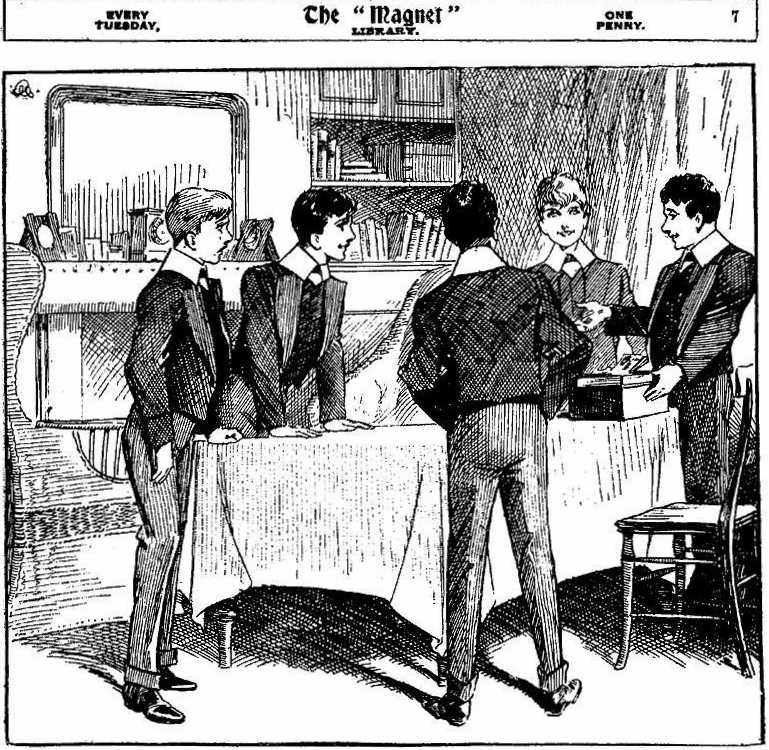 EVERY
TUESDAY,
The "Magnet"
LIBRARY.
ONE
PENNY.
7